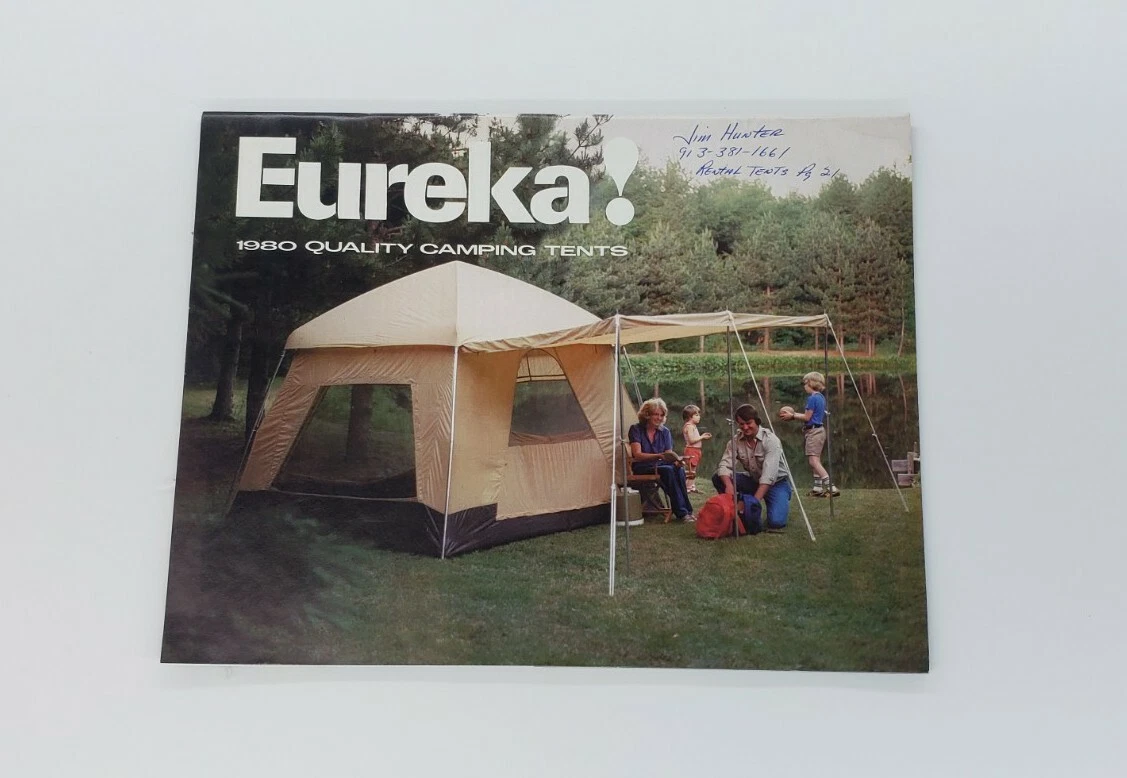 Eureka!
1980 QUALITY CAMPING TENTS
Jim Hunter
913-381-1661
Rental Tents Pg 21